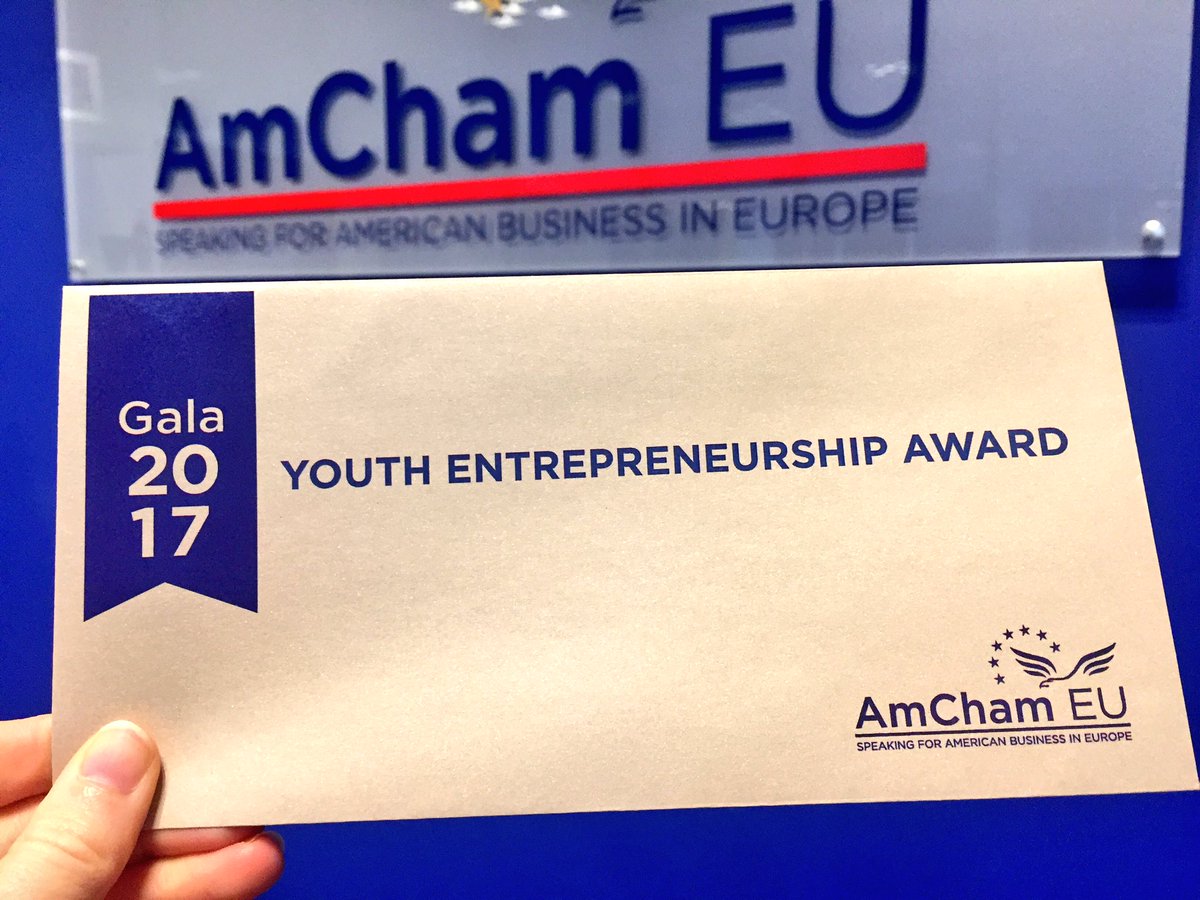 AmCham EU
SPEAKING FOR AMERICAN BUSINESS IN EUROPE
Gala
20
17
YOUTH ENTREPRENEURSHIP AWARD
AmCham EU
SPEAKING FOR AMERICAN BUSINESS IN EUROPE